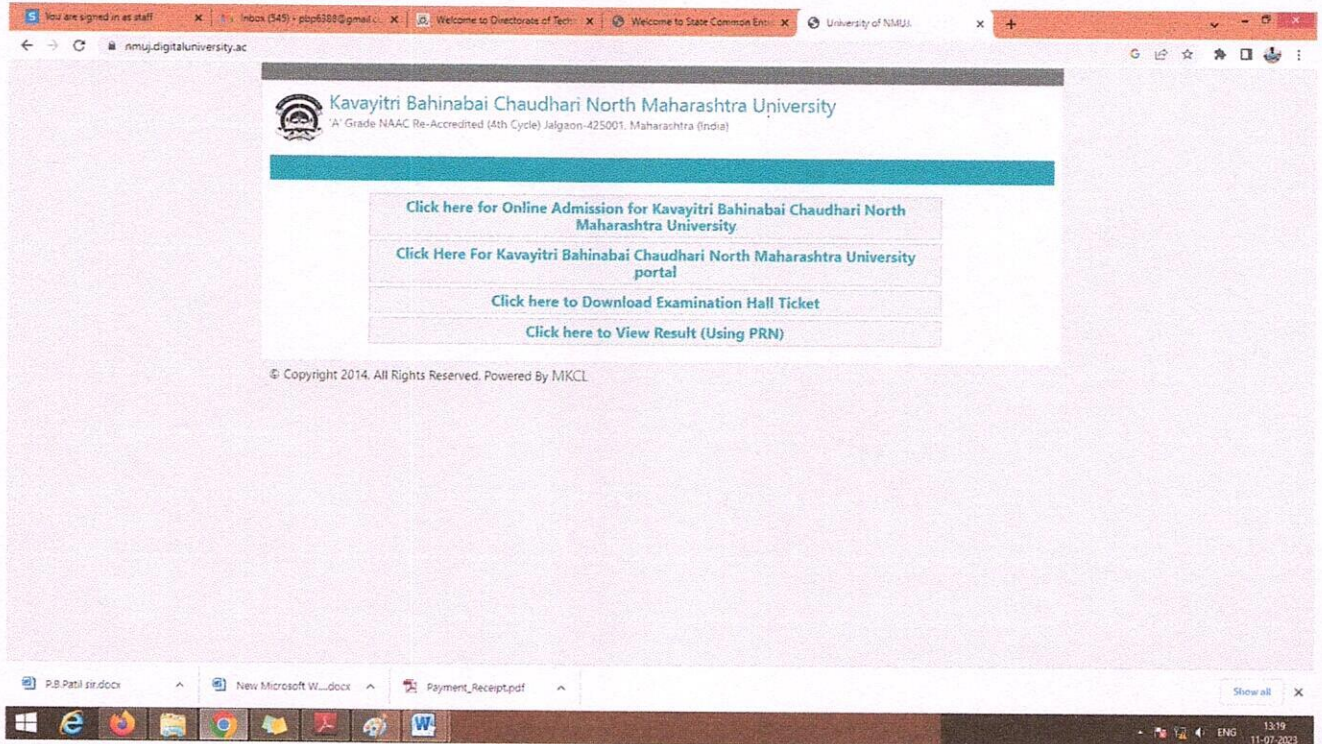 You are signed in as staff
Inbox (345) - pbp6388@gmail.c
Welcome to Directorate of Techn
Welcome to State Common Entr
University of NMUJ.
nmuj.digitaluniversity.ac
Kavayitri Bahinabai Chaudhari North Maharashtra University
'A' Grade NAAC Re-Accredited (4th Cycle) Jalgaon-425001, Maharashtra (India)
Click here for Online Admission for Kavayitri Bahinabai Chaudhari North
Maharashtra University
Click Here For Kavayitri Bahinabai Chaudhari North Maharashtra University
portal
Click here to Download Examination Hall Ticket
Click here to View Result (Using PRN)
© Copyright 2014. All Rights Reserved. Powered By MKCL
P.B.Patil sir.docx
New Microsoft W....docx
Payment_Receipt.pdf
Show all
ENG
13:19
11-07-2023